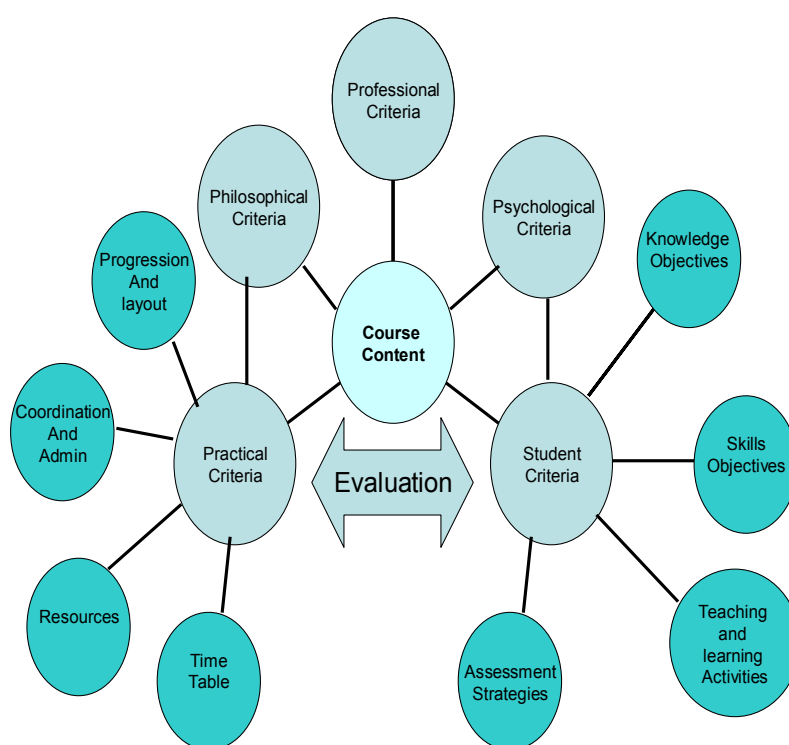 Professional
Criteria
Philosophical
Criteria
Psychological
Criteria
Knowledge
Objectives
Progression
And
layout
Course
Content
Coordination
And
Admin
Practical
Criteria
Evaluation
Student
Criteria
Skills
Objectives
Resources
Time
Table
Assessment
Strategies
Teaching
and
learning
Activities